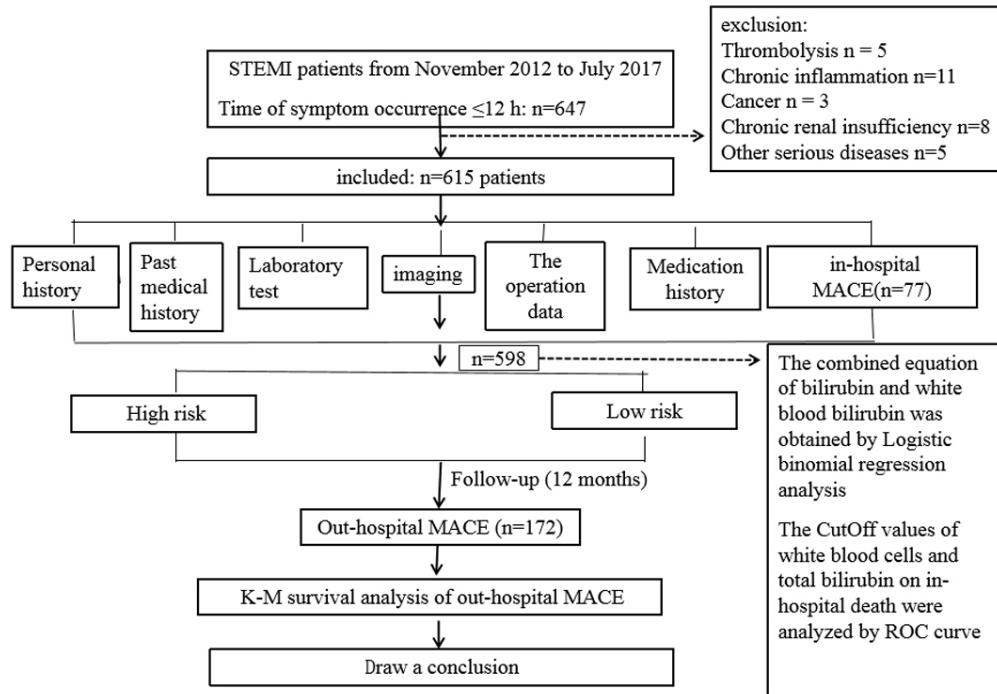 STEMI patients from November 2012 to July 2017
Time of symptom occurrence ≤12 h: n=647
exclusion:
Thrombolysis n = 5
Chronic inflammation n=11
Cancer n = 3
Chronic renal insufficiency n=8
Other serious diseases n=5
included: n=615 patients
Personal
history
Past
medical
history
Laboratory
test
imaging
The
operation
data
Medication
history
in-hospital
MACE(n=77)
n=598
The combined equation
of bilirubin and white
blood bilirubin was
obtained by Logistic
binomial regression
analysis
The CutOff values of
white blood cells and
total bilirubin on in-
hospital death were
analyzed by ROC curve
High risk
Low risk
Follow-up (12 months)
Out-hospital MACE (n=172)
K-M survival analysis of out-hospital MACE
Draw a conclusion